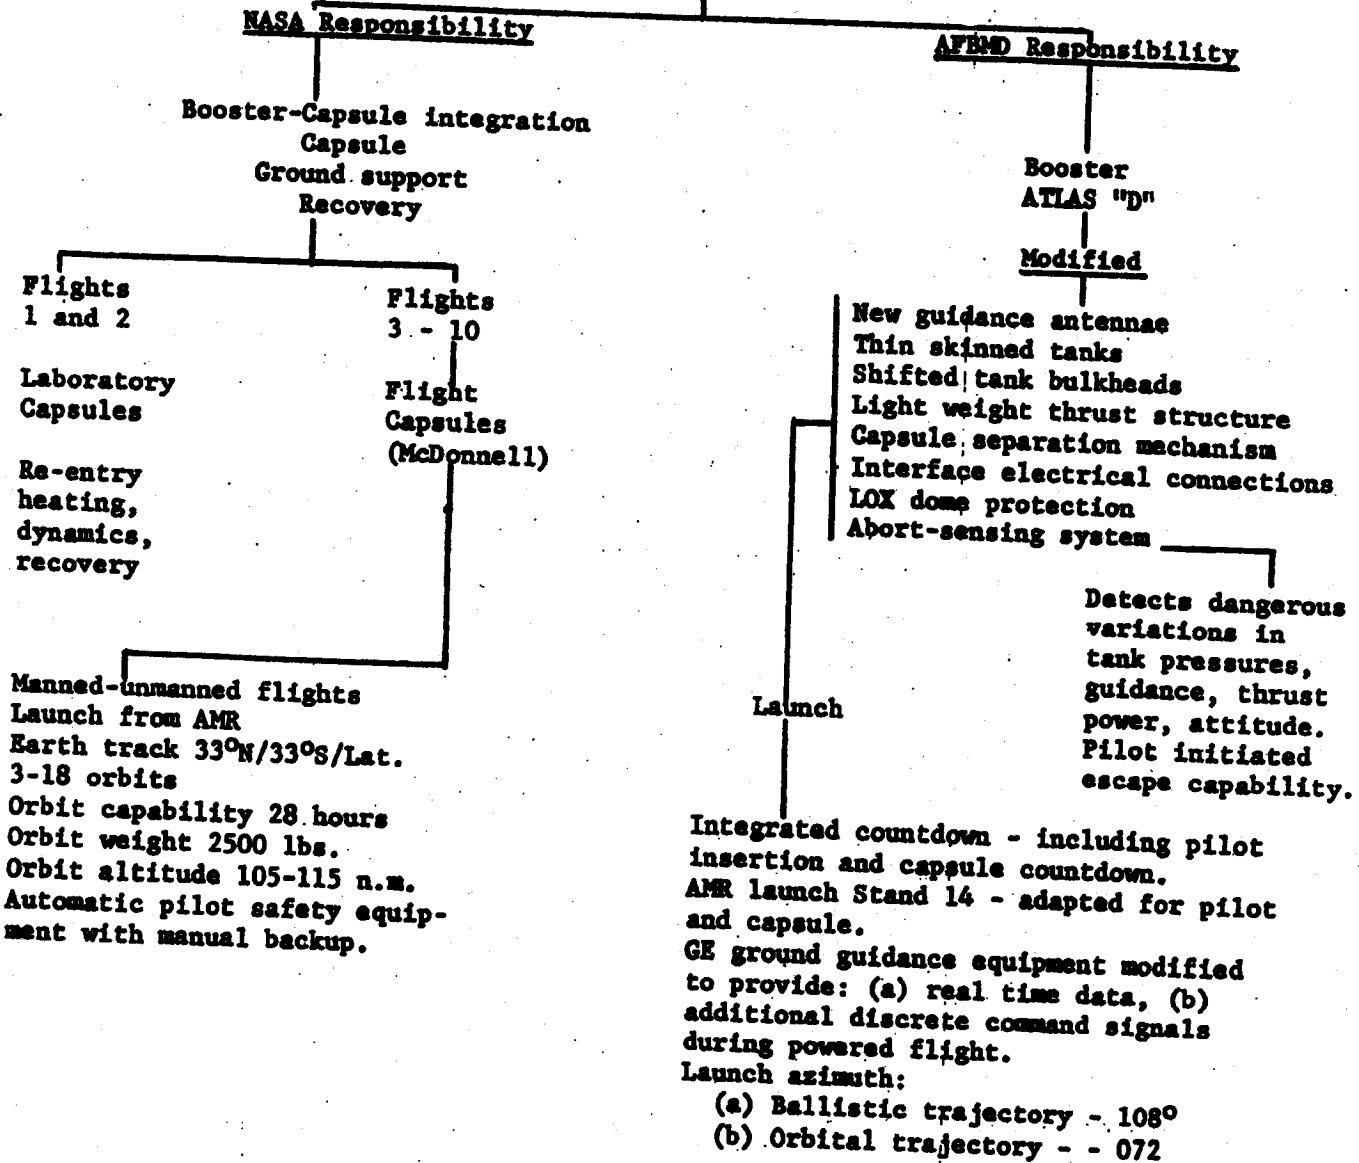 NASA Responsibility
Booster-Capsule integration
Capsule
Ground support
Recovery
Flights
1 and 2
Laboratory
Capsules
Re-entry
heating,
dynamics,
recovery
Flights
3 - 10
Flight
Capsules
(McDonnell)
Manned-unmanned flights
Launch from AMR
Earth track 33ºN/33ºS/Lat.
3-18 orbits
Orbit capability 28 hours
Orbit weight 2500 lbs.
Orbit altitude 105-115 n.m.
Automatic pilot safety equip-
ment with manual backup.
AFBMD Responsibility
Booster
ATLAS "D"
Modified
New guidance antennae
Thin skinned tanks
Shifted tank bulkheads
Light weight thrust structure
Capsule separation mechanism
Interface electrical connections
LOX dome protection
Abort-sensing system
Detects dangerous
variations in
tank pressures,
guidance, thrust
power, attitude.
Pilot initiated
escape capability.
Launch
Integrated countdown - including pilot
insertion and capsule countdown.
AMR launch Stand 14 - adapted for pilot
and capsule.
GE ground guidance equipment modified
to provide: (a) real time data, (b)
additional discrete command signals
during powered flight.
Launch azimuth:
(a) Ballistic trajectory - 108º
(b) Orbital trajectory - - 072